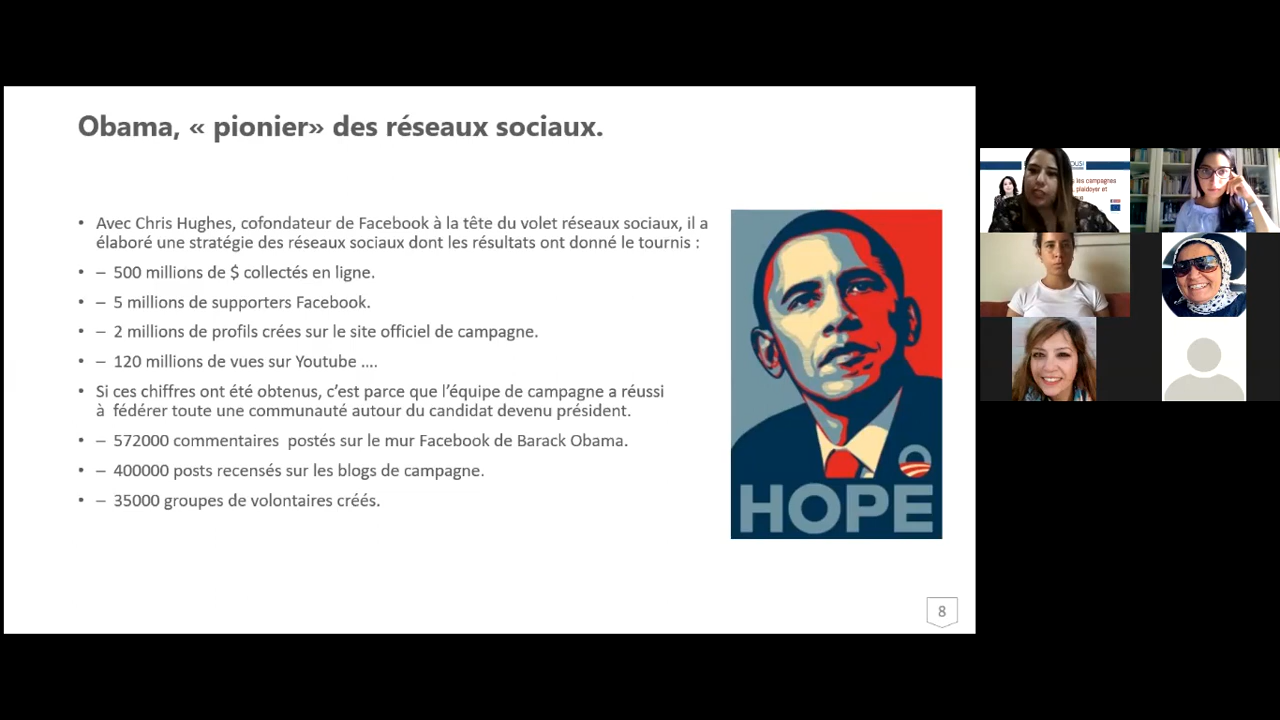 Obama, « pionier» des réseaux sociaux.
• Avec Chris Hughes, cofondateur de Facebook à la tête du volet réseaux sociaux, il a
élaboré une stratégie des réseaux sociaux dont les résultats ont donné le tournis :
• – 500 millions de $ collectés en ligne.
• – 5 millions de supporters Facebook.
• – 2 millions de profils crées sur le site officiel de campagne.
• – 120 millions de vues sur Youtube ....
• Si ces chiffres ont été obtenus, c’est parce que l’équipe de campagne a réussi
à fédérer toute une communauté autour du candidat devenu président.
• – 572000 commentaires postés sur le mur Facebook de Barack Obama.
• – 400000 posts recensés sur les blogs de campagne.
• – 35000 groupes de volontaires créés.
HOPE
8
les campagnes
plaidoyer et